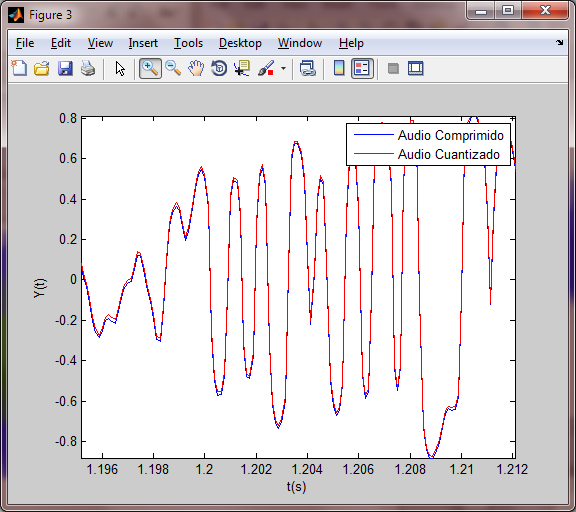 Figure 3
File Edit View Insert Tools Desktop Window Help
Audio Comprimido
Audio Cuantizado
0.8
0.6
0.4
0.2
0
-0.2
-0.4
-0.6
-0.8
Y(t)
1.196 1.198 1.2 1.202 1.204 1.206 1.208 1.21 1.212
t(s)